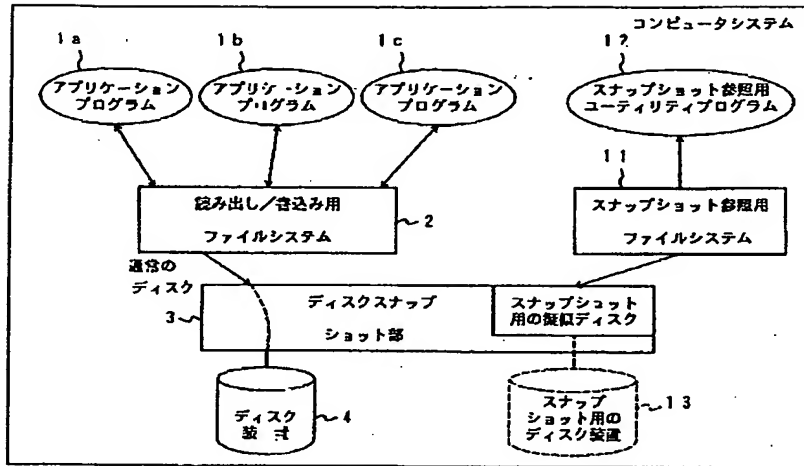 コンピュータシステム
1a
1b
1c
12
アプリケーション
プログラム
アプリケーション
プログラム
アプリケーション
プログラム
スナップショット参照用
ユーティリティプログラム
11
読み出し/書込み用
ファイルシステム
2
スナップショット参照用
ファイルシステム
通常の
ディスク
3
ディスクスナップ
ショット部
スナップショット
用の擬似ディスク
ディスク
4
スナップ
ショット用の
ディスク装置
13